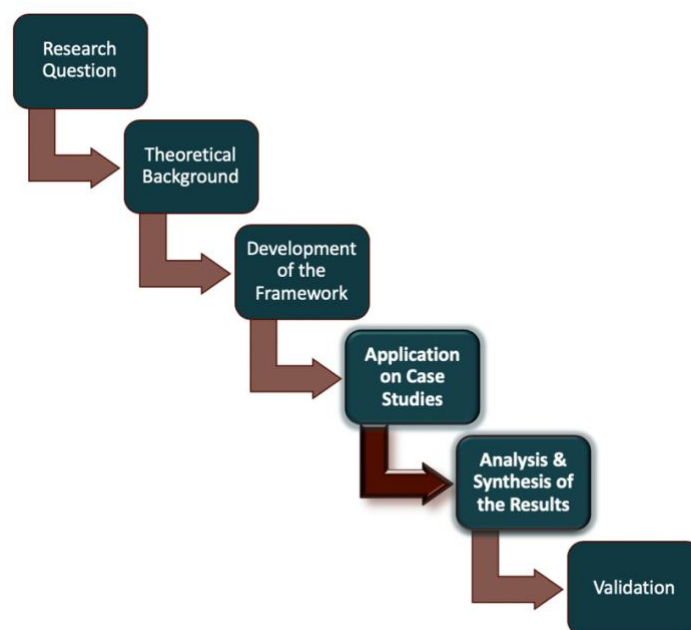 Research
Question
Theoretical
Background
Development
of the
Framework
Application
on Case
Studies
Analysis &
Synthesis of
the Results
Validation